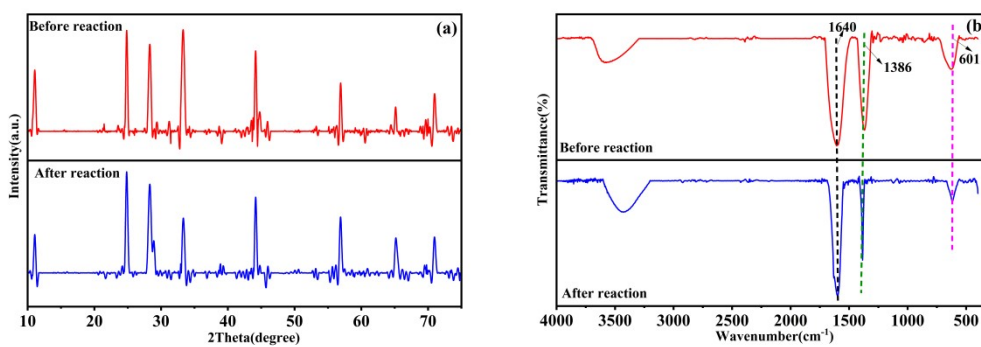 Before reaction
(a)
After reaction
Intensity(a.u.)
10 20 30 40 50 60 70
2Theta(degree)
(b)
1640
1386
601
Before reaction
After reaction
Transmittance(%)
4000 3500 3000 2500 2000 1500 1000 500
Wavenumber(cm⁻¹)